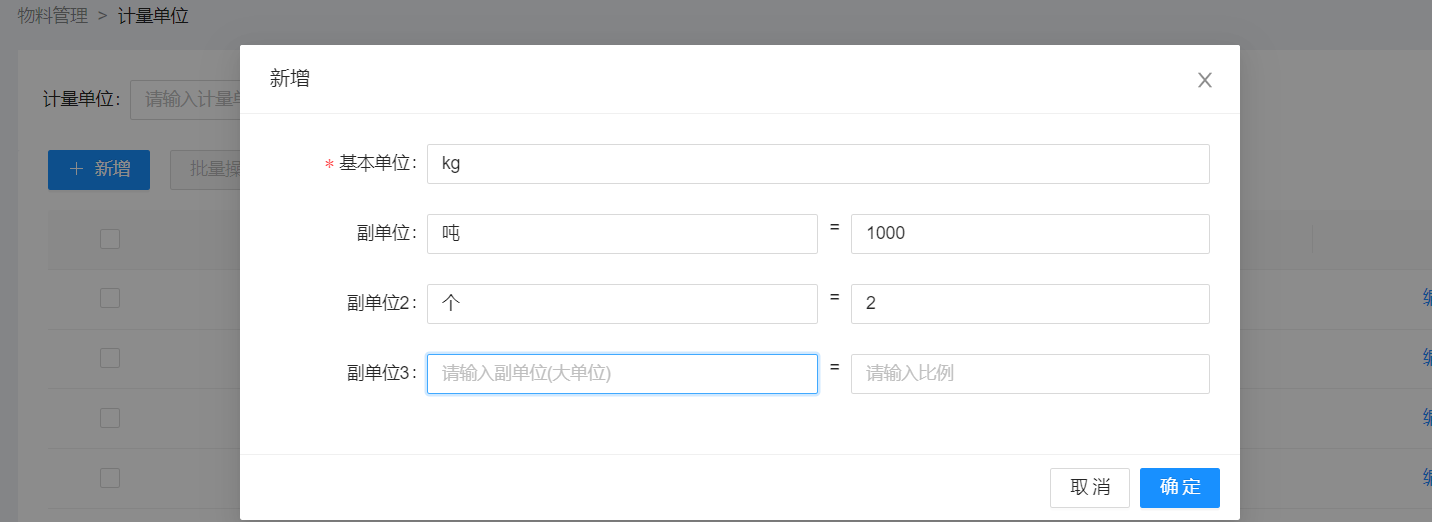 物料管理 > 计量单位
新增
计量单位:
请输入计量单
* 基本单位:
kg
新增
批量操
副单位:
吨
=
1000
副单位2:
个
=
2
副单位3:
请输入副单位(大单位)
=
请输入比例
取消
确定